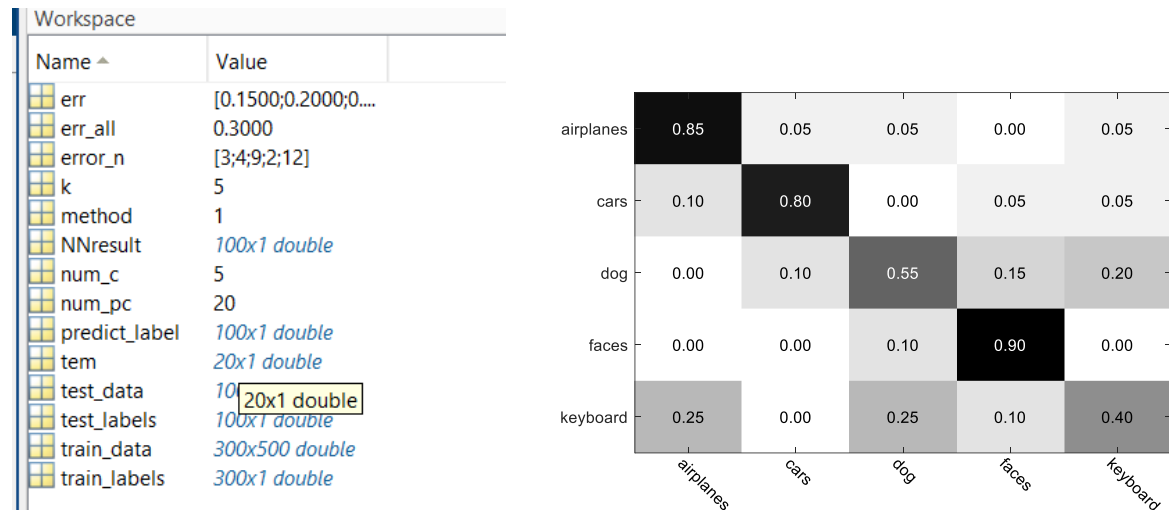 Workspace
Name Value
err [0.1500;0.2000;0....
err_all 0.3000
error_n [3;4;9;2;12]
k 5
method 1
NNresult 100x1 double
num_c 5
num_pc 20
predict_label 100x1 double
tem 20x1 double
test_data
20x1 double
test_labels 100x1 double
train_data 300x500 double
train_labels 300x1 double
airplanes 0.85 0.05 0.05 0.00 0.05
cars 0.10 0.80 0.00 0.05 0.05
dog 0.00 0.10 0.55 0.15 0.20
faces 0.00 0.00 0.10 0.90 0.00
keyboard 0.25 0.00 0.25 0.10 0.40
airplanes cars dog faces keyboard